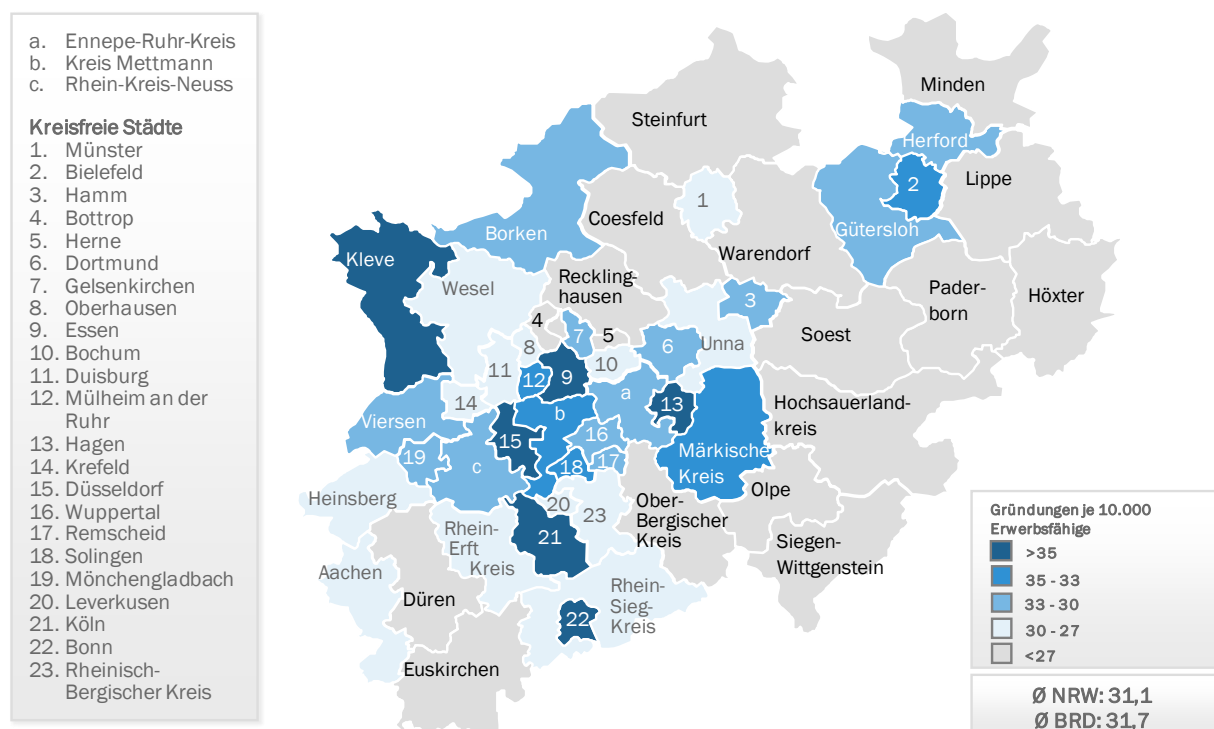 a. Ennepe-Ruhr-Kreis
b. Kreis Mettmann
c. Rhein-Kreis-Neuss
Kreisfreie Städte
1. Münster
2. Bielefeld
3. Hamm
4. Bottrop
5. Herne
6. Dortmund
7. Gelsenkirchen
8. Oberhausen
9. Essen
10. Bochum
11. Duisburg
12. Mülheim an der
Ruhr
13. Hagen
14. Krefeld
15. Düsseldorf
16. Wuppertal
17. Remscheid
18. Solingen
19. Mönchengladbach
20. Leverkusen
21. Köln
22. Bonn
23. Rheinisch-
Bergischer Kreis
Minden
Steinfurt
Herford
Lippe
2
1
Coesfeld
Borken
Gütersloh
Warendorf
Kleve
Wesel
Reckling-
hausen
Pader-
born
Höxter
3
4
7
5
6
Unna
Soest
8
10
11
12
9
a
13
14
b
Hochsauerland-
kreis
Viersen
15
16
Märkische
Kreis
19
c
18
17
Olpe
Heinsberg
20
23
Ober-
Bergischer
Kreis
Rhein-
Erft
Kreis
21
Siegen-
Wittgenstein
Aachen
Düren
Rhein-
Sieg-
Kreis
22
Euskirchen
Gründungen je 10.000
Erwerbsfähige
>35
35 - 33
33 - 30
30 - 27
<27
Ø NRW: 31,1
Ø BRD: 31,7